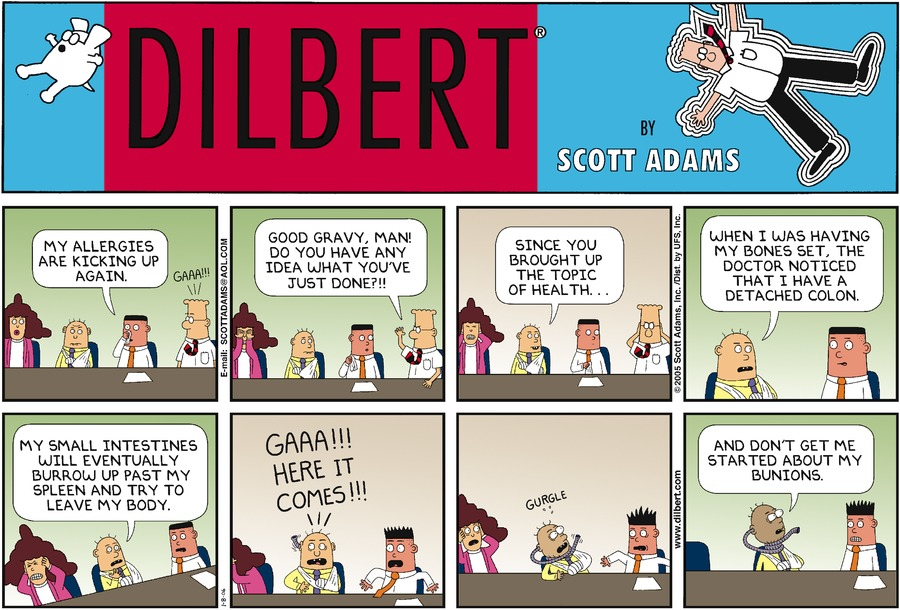 DILBERT®
BY
SCOTT ADAMS
MY ALLERGIES
ARE KICKING UP
AGAIN.
GAAA!!!
E-mail: SCOTTADAMS@AOL.COM
GOOD GRAVY, MAN!
DO YOU HAVE ANY
IDEA WHAT YOU'VE
JUST DONE?!!
SINCE YOU
BROUGHT UP
THE TOPIC
OF HEALTH...
© 2005 Scott Adams, Inc./Dist. by UFS, Inc.
WHEN I WAS HAVING
MY BONES SET, THE
DOCTOR NOTICED
THAT I HAVE A
DETACHED COLON.
MY SMALL INTESTINES
WILL EVENTUALLY
BURROW UP PAST MY
SPLEEN AND TRY TO
LEAVE MY BODY.
1-8-06
GAAA!!!
HERE IT
COMES!!!
GURGLE
www.dilbert.com
AND DON'T GET ME
STARTED ABOUT MY
BUNIONS.